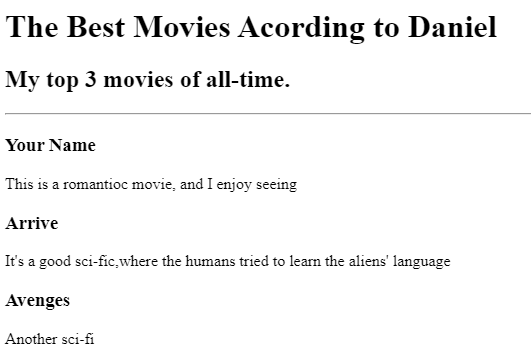 The Best Movies Acording to Daniel
My top 3 movies of all-time.
Your Name
This is a romantioc movie, and I enjoy seeing
Arrive
It's a good sci-fic,where the humans tried to learn the aliens' language
Avenges
Another sci-fi